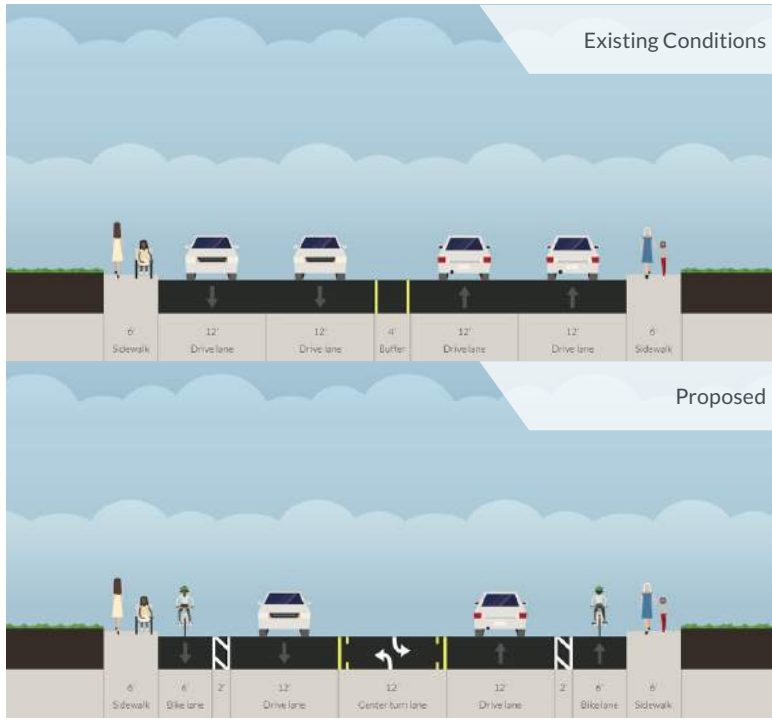 Existing Conditions
6' 12' 12' 4' 12' 12' 6'
Sidewalk Drive lane Drive lane Buffer Drive lane Drive lane Sidewalk
Proposed
6' 6' 2' 12' 12' 12' 2' 6' 6'
Sidewalk Bike lane Drive lane Center turn lane Drive lane Bike lane Sidewalk